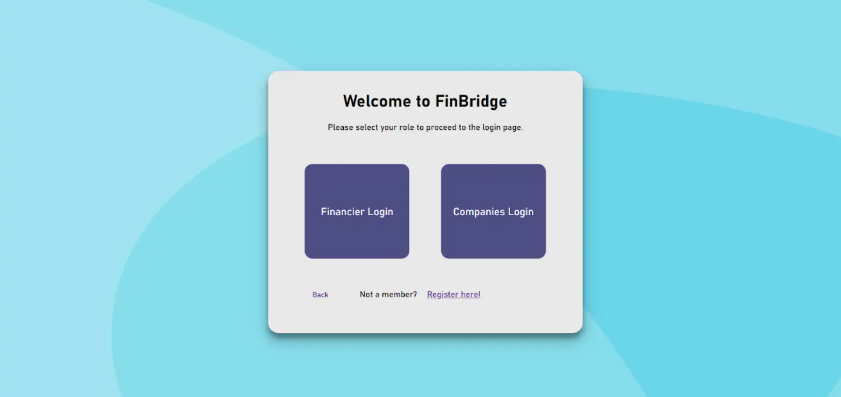 Welcome to FinBridge
Please select your role to proceed to the login page.
Financier Login Companies Login
Back Not a member? Register here!